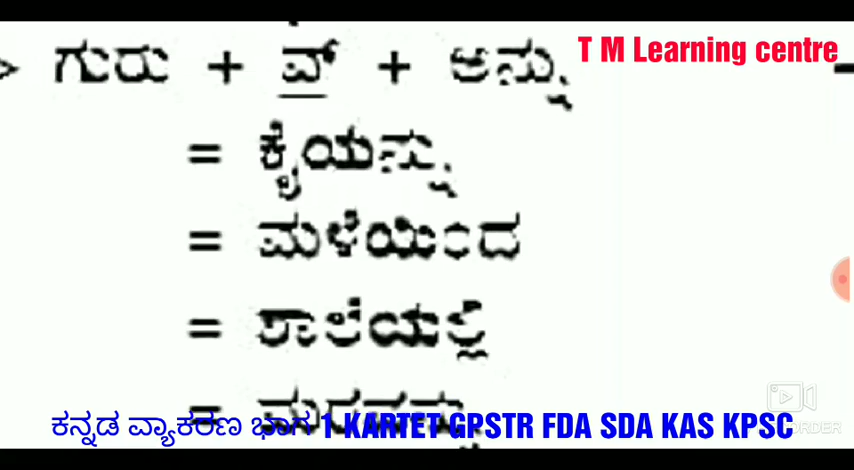 > ಗುರು + ವ್ + ಅನ್ನು
T M Learning centre
= ಕೈಯನ್ನು
= ಮಳೆಯಿಂದ
= ಶಾಲೆಯಲ್ಲಿ
=
ಕನ್ನಡ ವ್ಯಾಕರಣ ಭಾಗ 1 KARTET GPSTR FDA SDA KAS KPSC